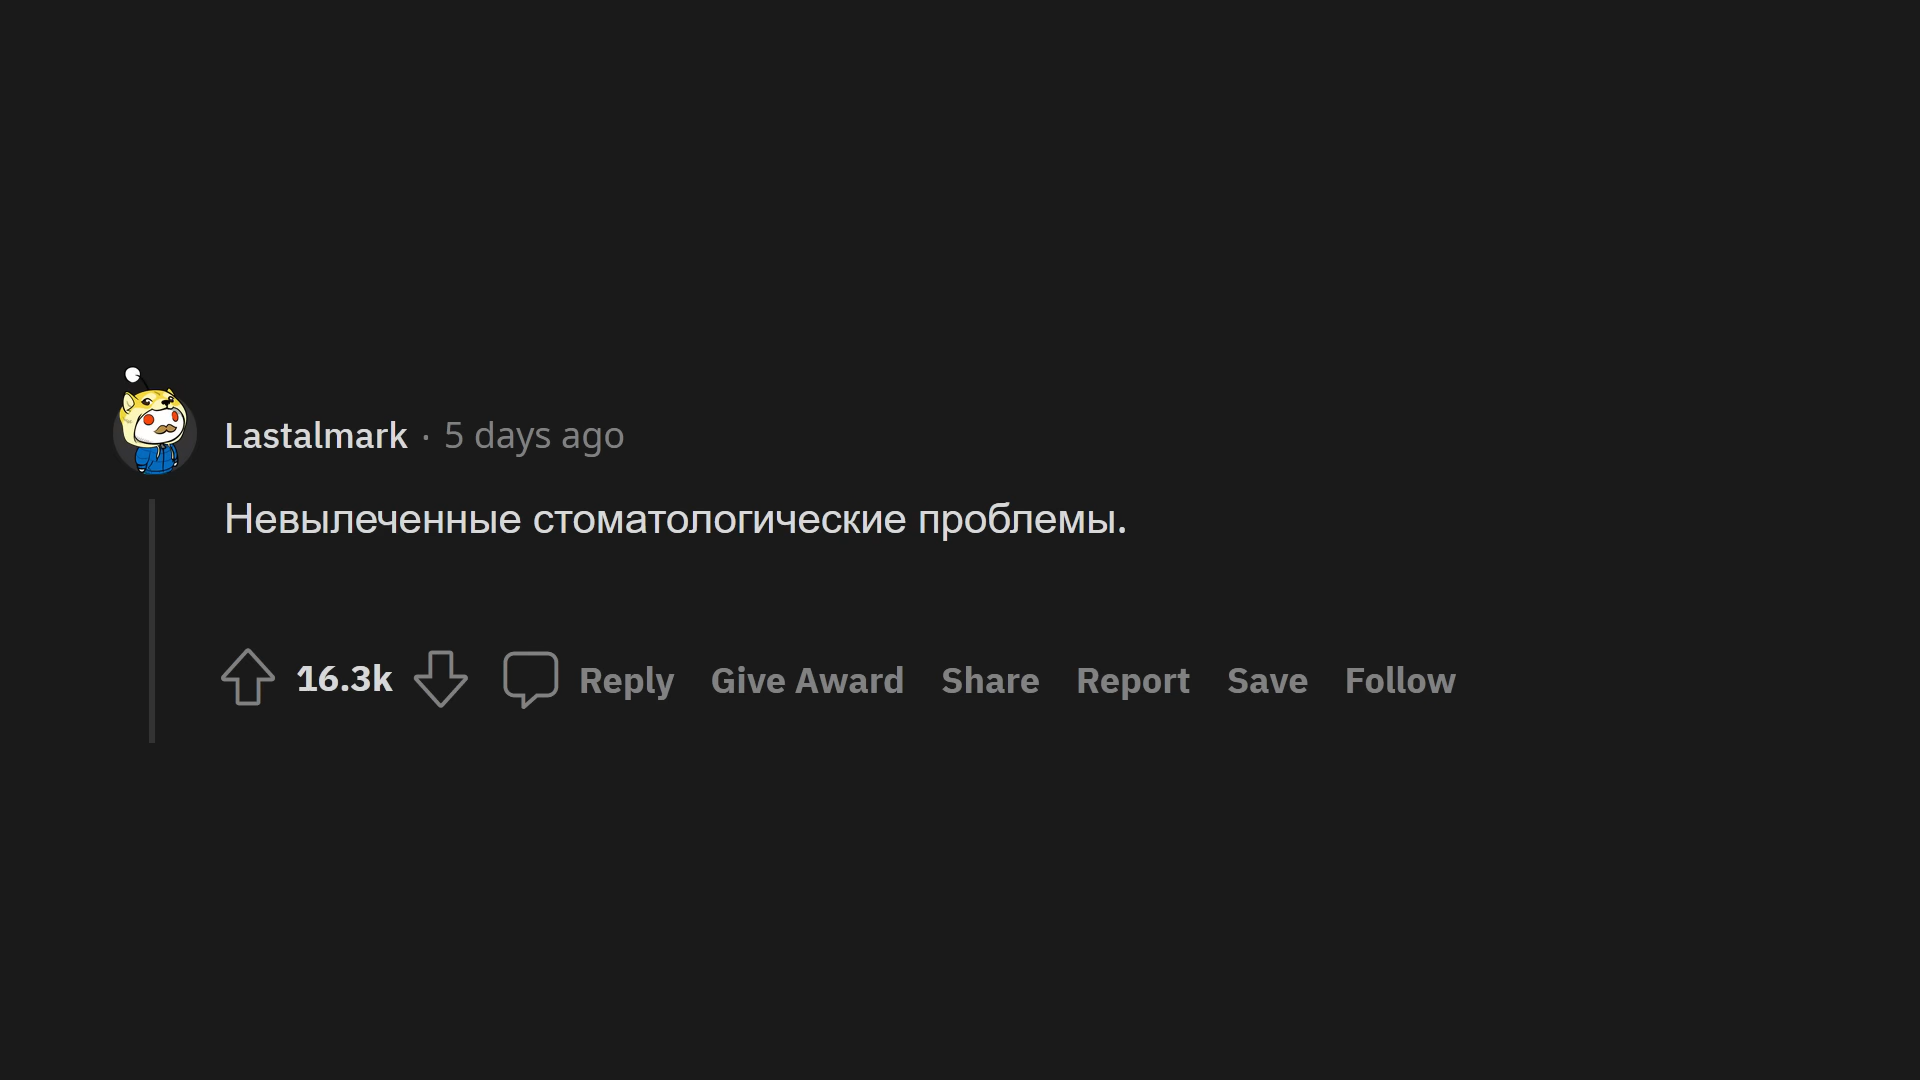 Lastalmark · 5 days ago
Невылеченные стоматологические проблемы.
16.3k Reply Give Award Share Report Save Follow